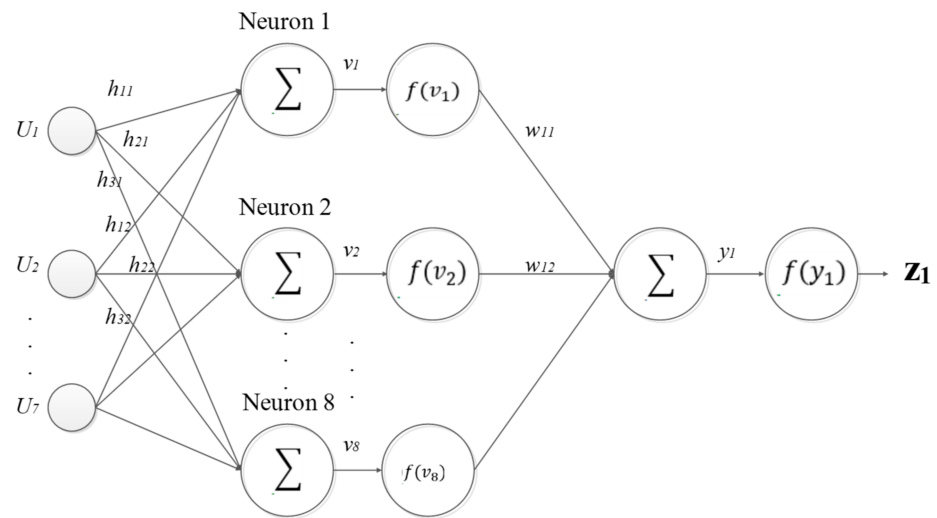 Neuron 1
h11
v1
∑
f(v₁)
U1
h21
w11
h31
Neuron 2
h12
U2
h22
∑
v2
f(v₂)
w12
∑
y1
f(y₁)
z1
h32
Neuron 8
U7
v8
∑
f(v₈)